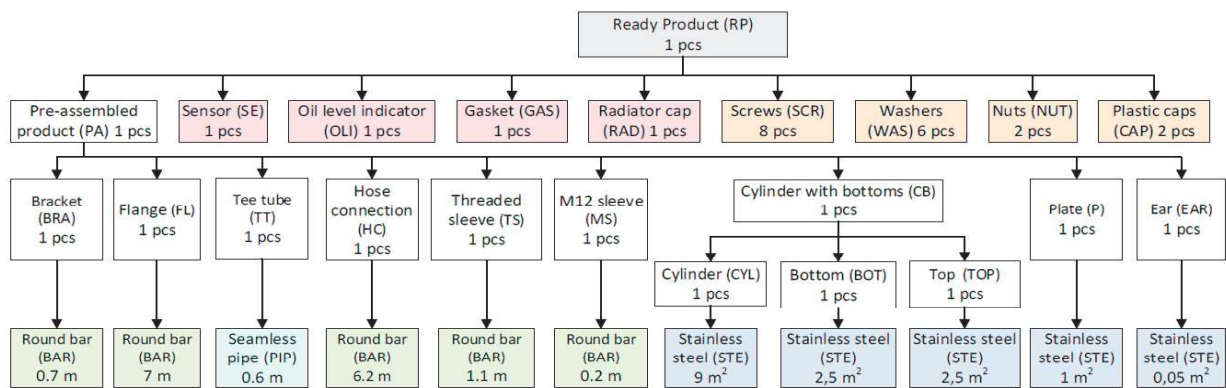 Ready Product (RP)
1 pcs
Pre-assembled
product (PA) 1 pcs
Sensor (SE)
1 pcs
Oil level indicator
(OLI) 1 pcs
Gasket (GAS)
1 pcs
Radiator cap
(RAD) 1 pcs
Screws (SCR)
8 pcs
Washers
(WAS) 6 pcs
Nuts (NUT)
2 pcs
Plastic caps
(CAP) 2 pcs
Bracket
(BRA)
1 pcs
Flange (FL)
1 pcs
Tee tube
(TT)
1 pcs
Hose
connection
(HC)
1 pcs
Threaded
sleeve (TS)
1 pcs
M12 sleeve
(MS)
1 pcs
Cylinder with bottoms (CB)
1 pcs
Plate (P)
1 pcs
Ear (EAR)
1 pcs
Cylinder (CYL)
1 pcs
Bottom (BOT)
1 pcs
Top (TOP)
1 pcs
Round bar
(BAR)
0.7 m
Round bar
(BAR)
7 m
Seamless
pipe (PIP)
0.6 m
Round bar
(BAR)
6.2 m
Round bar
(BAR)
1.1 m
Round bar
(BAR)
0.2 m
Stainless
steel (STE)
9 m²
Stainless steel
(STE)
2,5 m²
Stainless steel
(STE)
2,5 m²
Stainless
steel (STE)
1 m²
Stainless
steel (STE)
0,05 m²